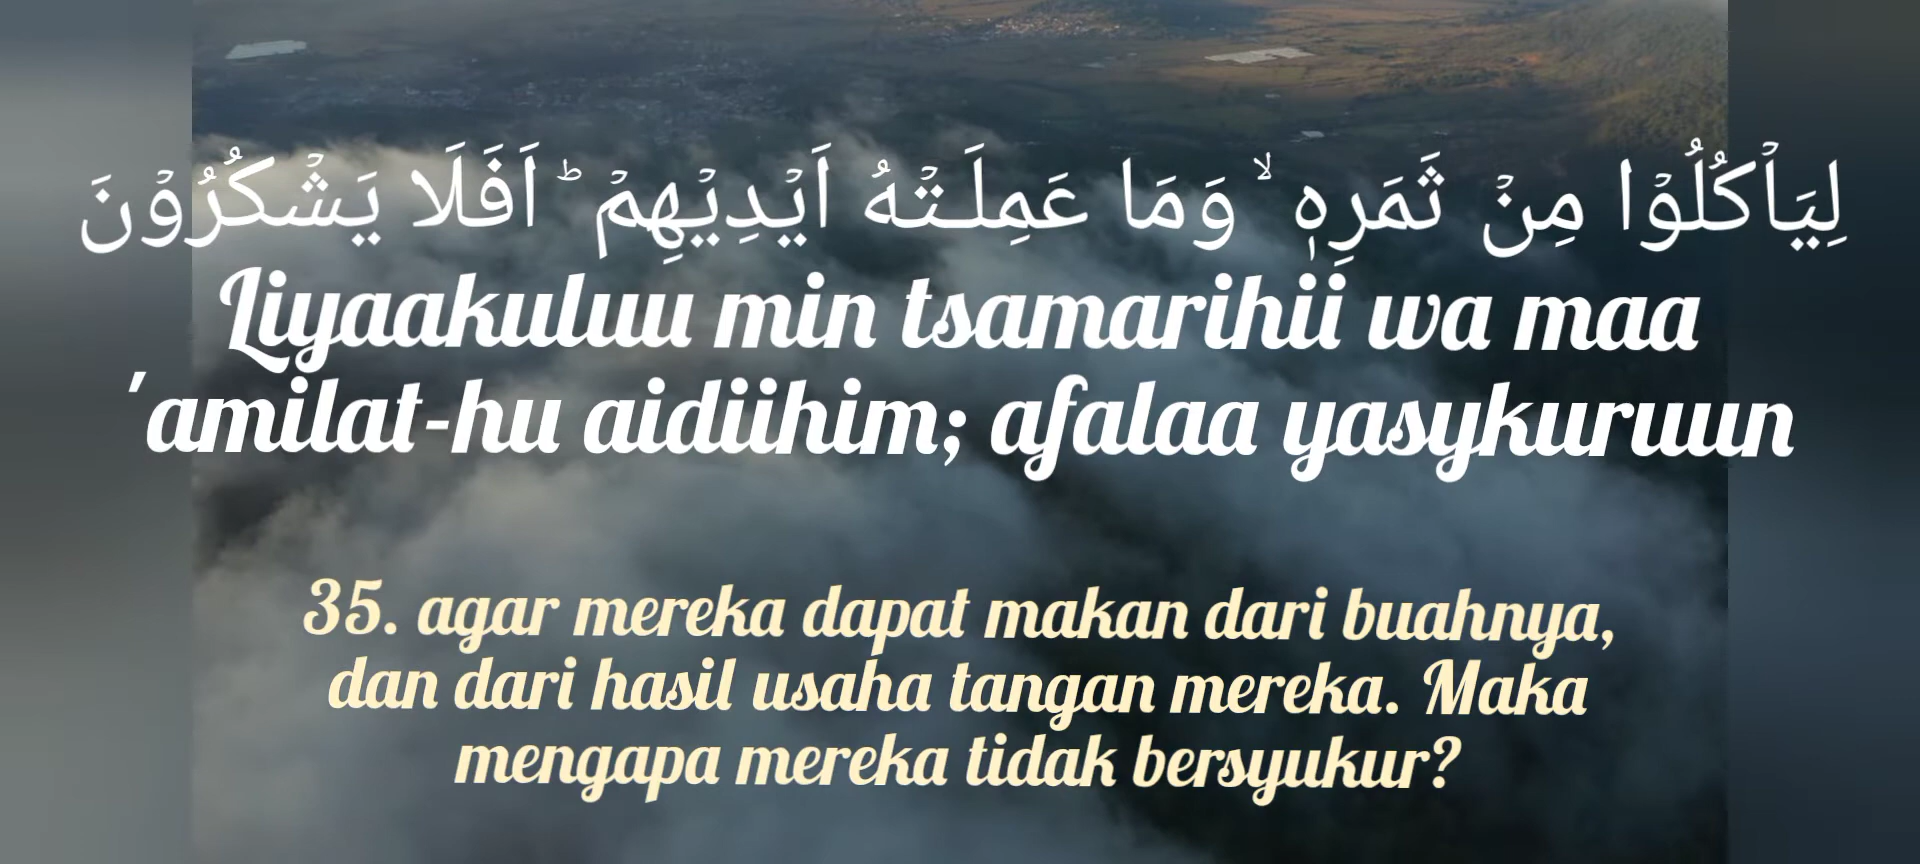 لِيَأۡكُلُوۡا مِنۡ ثَمَرِهٖ ۙ وَمَا عَمِلَـتۡهُ اَيۡدِيۡهِمۡ‌ ؕ اَفَلَا يَشۡكُرُوۡنَ
Liyaakuluu min tsamarihii wa maa
'amilat-hu aidiihim; afalaa yasykuruun
35. agar mereka dapat makan dari buahnya,
dan dari hasil usaha tangan mereka. Maka
mengapa mereka tidak bersyukur?